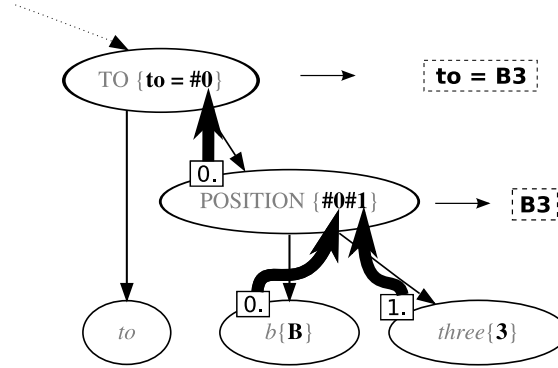 TO {to = #0}
to = B3
0.
POSITION {#0#1}
B3
0.
1.
to
b{B}
three{3}